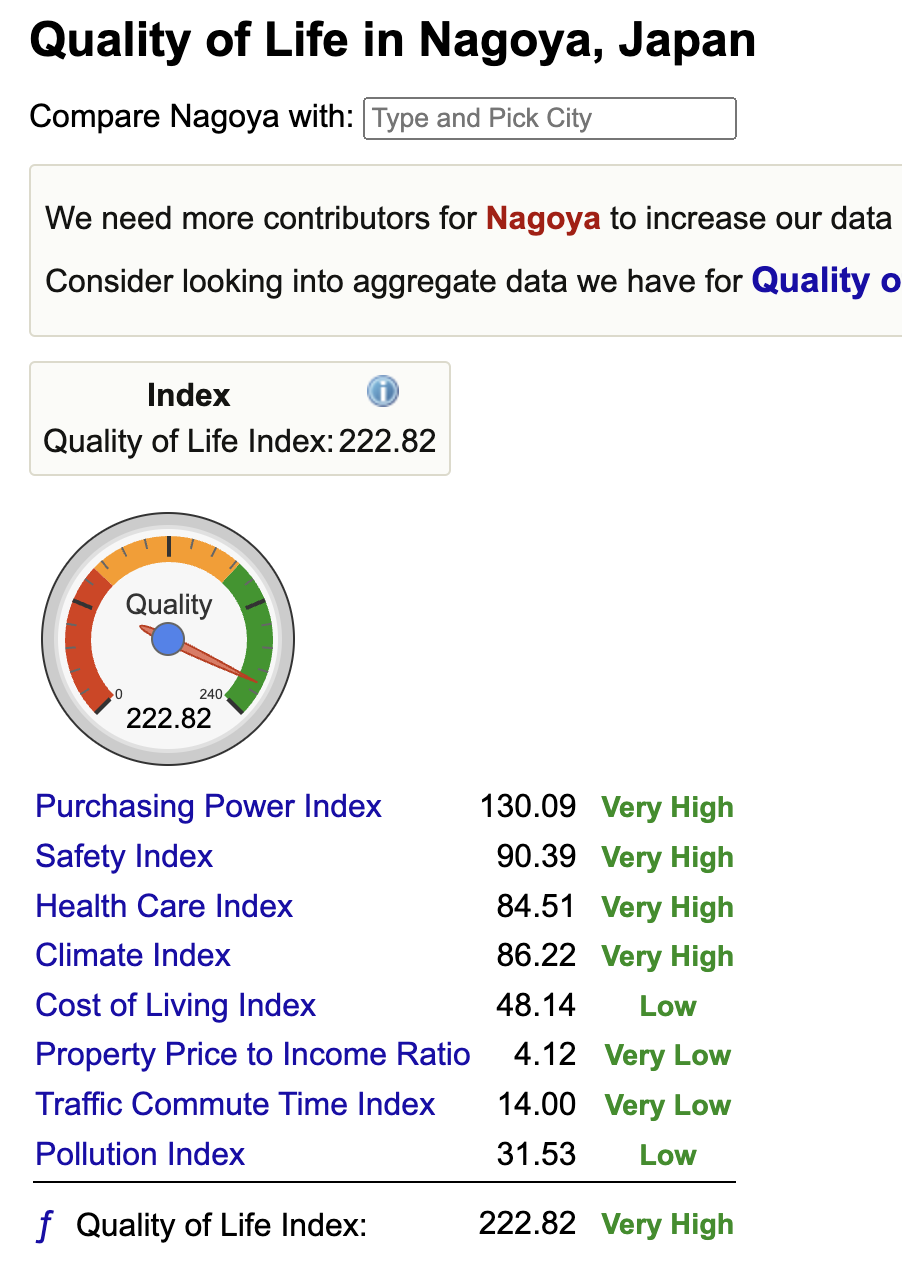 Quality of Life in Nagoya, Japan
Compare Nagoya with: Type and Pick City
We need more contributors for Nagoya to increase our data
Consider looking into aggregate data we have for Quality o
Index
Quality of Life Index: 222.82
Quality
0 240
222.82
Purchasing Power Index 130.09 Very High
Safety Index 90.39 Very High
Health Care Index 84.51 Very High
Climate Index 86.22 Very High
Cost of Living Index 48.14 Low
Property Price to Income Ratio 4.12 Very Low
Traffic Commute Time Index 14.00 Very Low
Pollution Index 31.53 Low
ƒ Quality of Life Index: 222.82 Very High